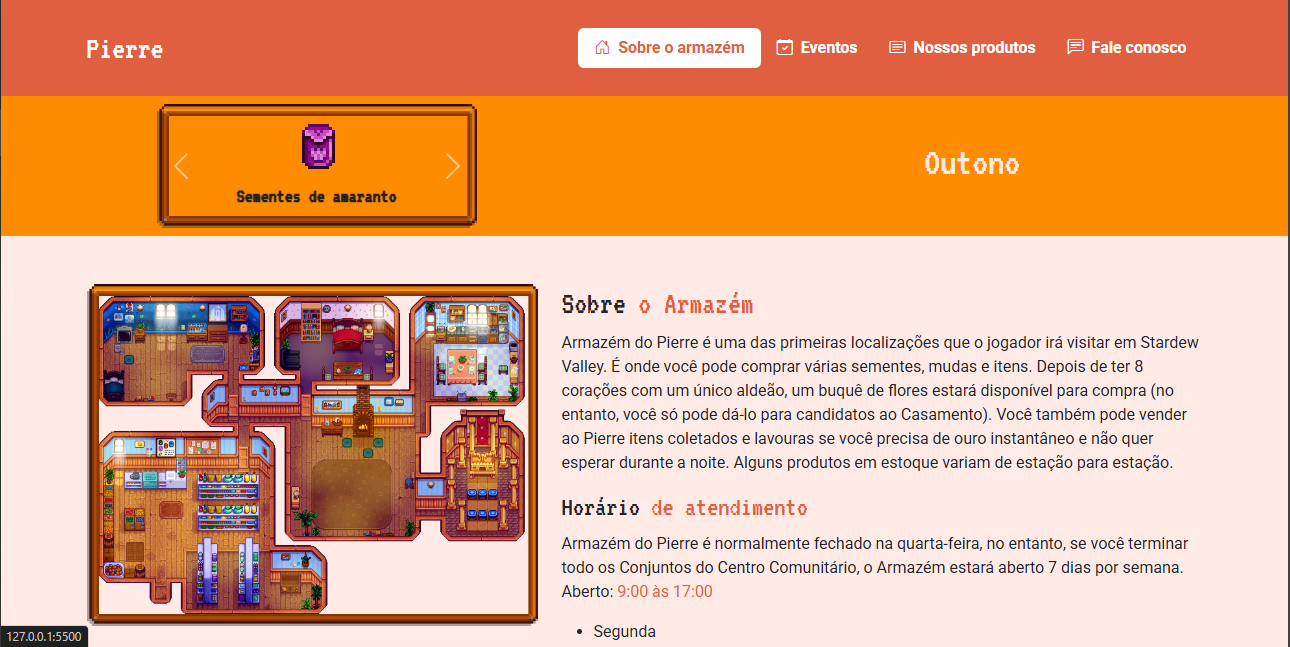 Pierre
Sobre o armazém
Eventos
Nossos produtos
Fale conosco
Sementes de amaranto
Outono
Sobre o Armazém
Armazém do Pierre é uma das primeiras localizações que o jogador irá visitar em Stardew
Valley. É onde você pode comprar várias sementes, mudas e itens. Depois de ter 8
corações com um único aldeão, um buquê de flores estará disponível para compra (no
entanto, você só pode dá-lo para candidatos ao Casamento). Você também pode vender
ao Pierre itens coletados e lavouras se você precisa de ouro instantâneo e não quer
esperar durante a noite. Alguns produtos em estoque variam de estação para estação.
Horário de atendimento
Armazém do Pierre é normalmente fechado na quarta-feira, no entanto, se você terminar
todo os Conjuntos do Centro Comunitário, o Armazém estará aberto 7 dias por semana.
Aberto: 9:00 às 17:00
• Segunda
127.0.0.1:5500